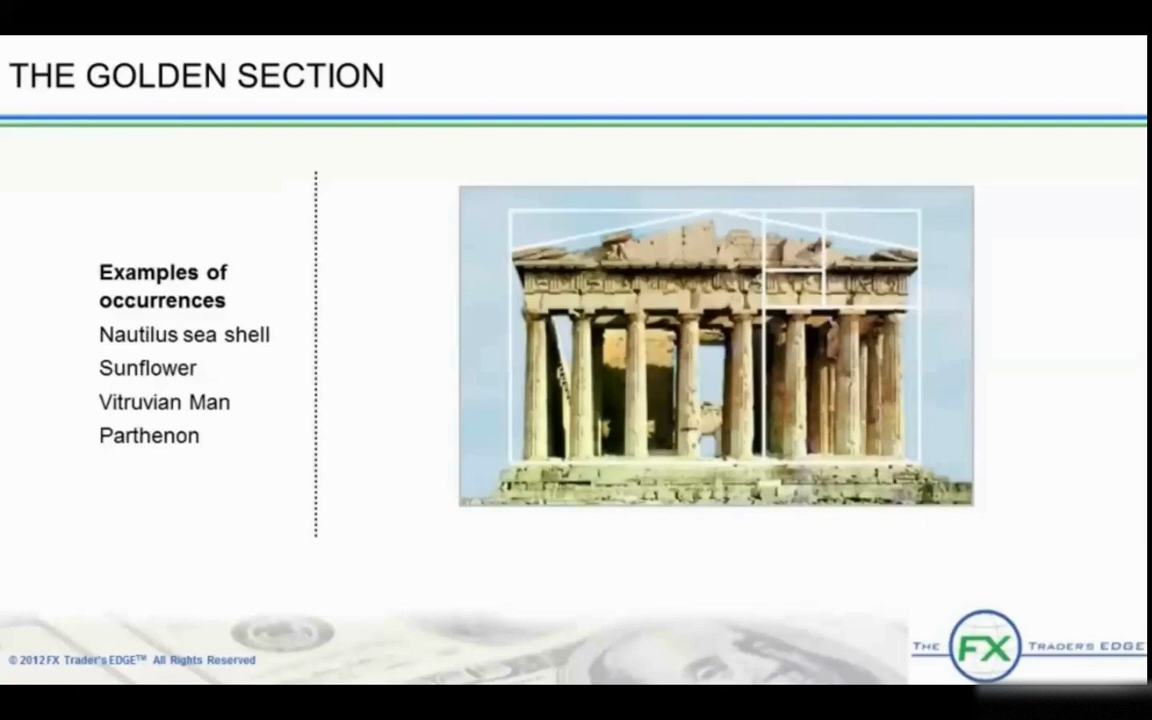 THE GOLDEN SECTION
Examples of
occurrences
Nautilus sea shell
Sunflower
Vitruvian Man
Parthenon
© 2012 FX Trader's EDGE™ All Rights Reserved
THE FX TRADER'S EDGE